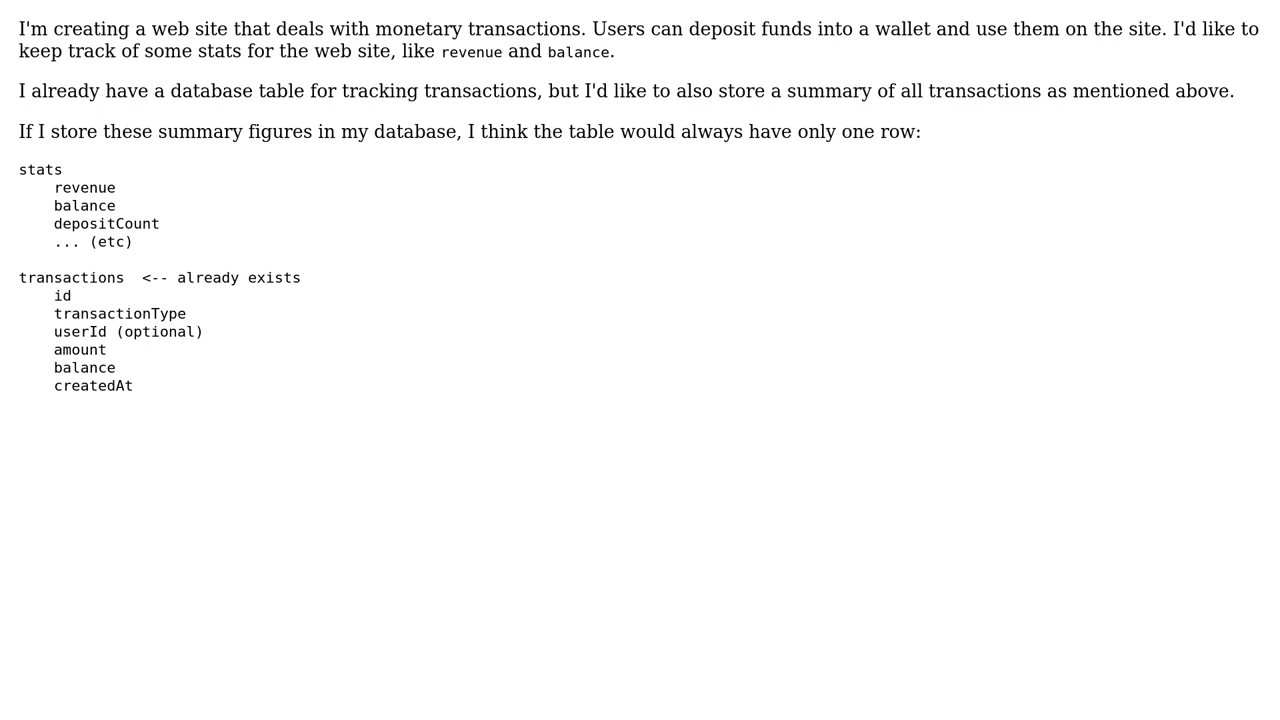 I'm creating a web site that deals with monetary transactions. Users can deposit funds into a wallet and use them on the site. I'd like to
keep track of some stats for the web site, like revenue and balance.
I already have a database table for tracking transactions, but I'd like to also store a summary of all transactions as mentioned above.
If I store these summary figures in my database, I think the table would always have only one row:
stats
    revenue
    balance
    depositCount
    ... (etc)
transactions  <-- already exists
    id
    transactionType
    userId (optional)
    amount
    balance
    createdAt